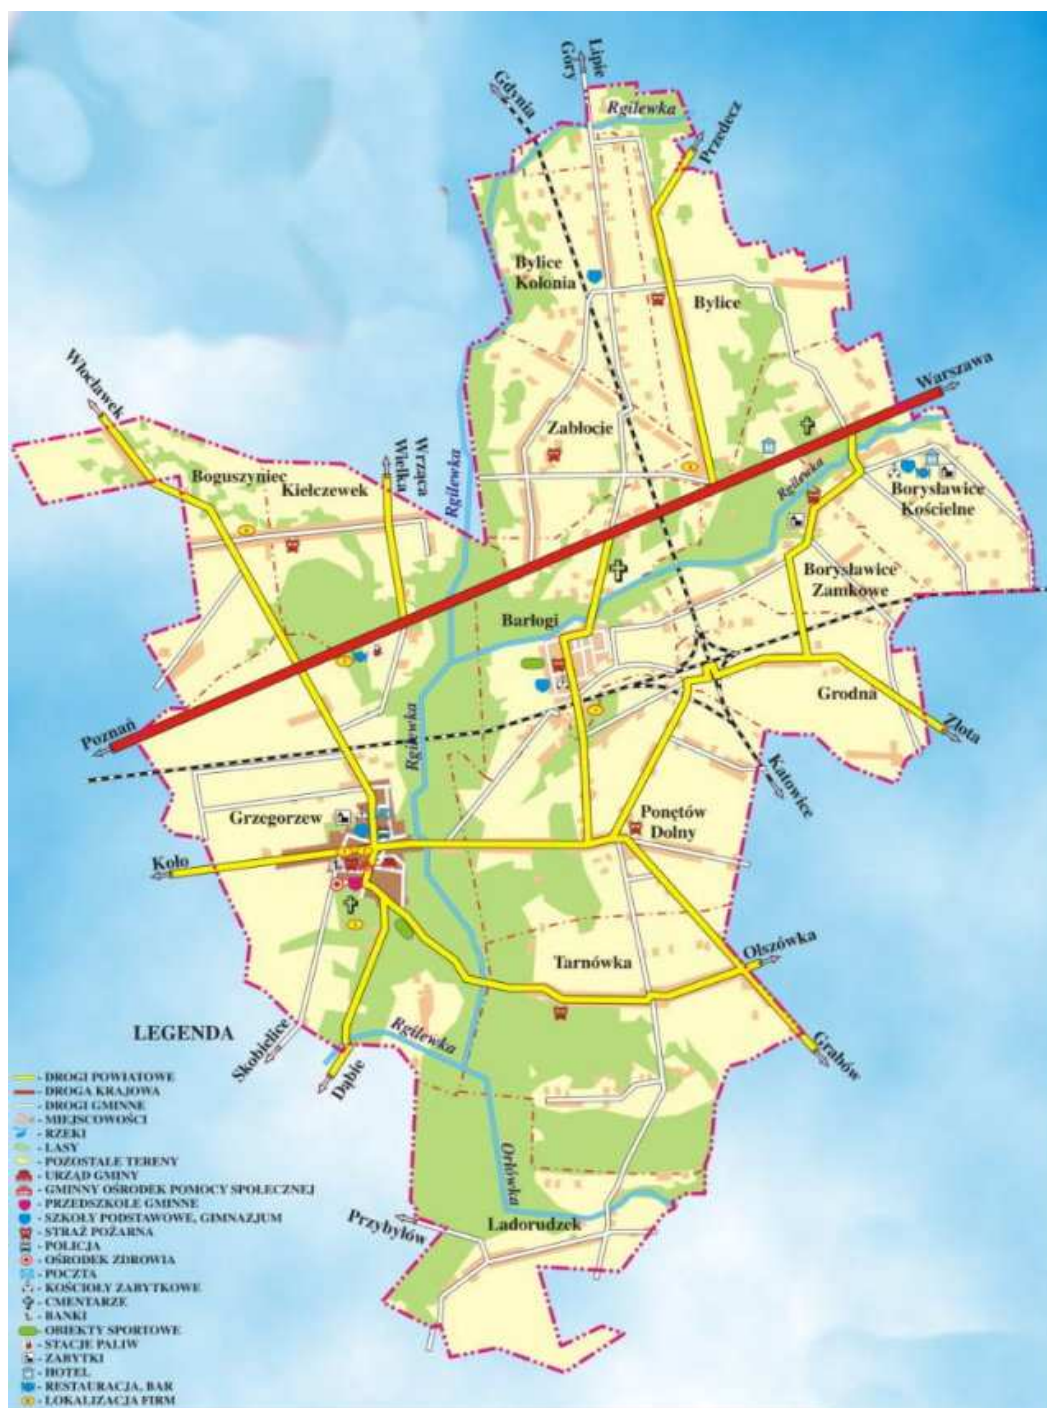 Lipie
Góry
Gdynia
Rgilewka
Przedecz
Bylice
Kolonia
Bylice
Warszawa
Włocławek
Wrząca
Wielka
Zabłocie
Rgilewka
Boguszyniec
Kiełczewek
Rgilewka
Borysławice
Kościelne
Borysławice
Zamkowe
Barłogi
Grodna
Złota
Poznań
Rgilewka
Katowice
Grzegorzew
Ponętów
Dolny
Koło
Olszówka
Tarnówka
Skobielice
Rgilewka
Dąbie
Grabów
Orłówka
Przybyłów
Ladorudzek
LEGENDA
- DROGI POWIATOWE
- DROGA KRAJOWA
- DROGI GMINNE
- MIEJSCOWOŚCI
- RZEKI
- LASY
- POZOSTAŁE TERENY
- URZĄD GMINY
- GMINNY OŚRODEK POMOCY SPOŁECZNEJ
- PRZEDSZKOLE GMINNE
- SZKOŁY PODSTAWOWE, GIMNAZJUM
- STRAŻ POŻARNA
- POLICJA
- OŚRODEK ZDROWIA
- POCZTA
- KOŚCIOŁY ZABYTKOWE
- CMENTARZE
- BANKI
- OBIEKTY SPORTOWE
- STACJE PALIW
- ZABYTKI
- HOTEL
- RESTAURACJA, BAR
- LOKALIZACJA FIRM